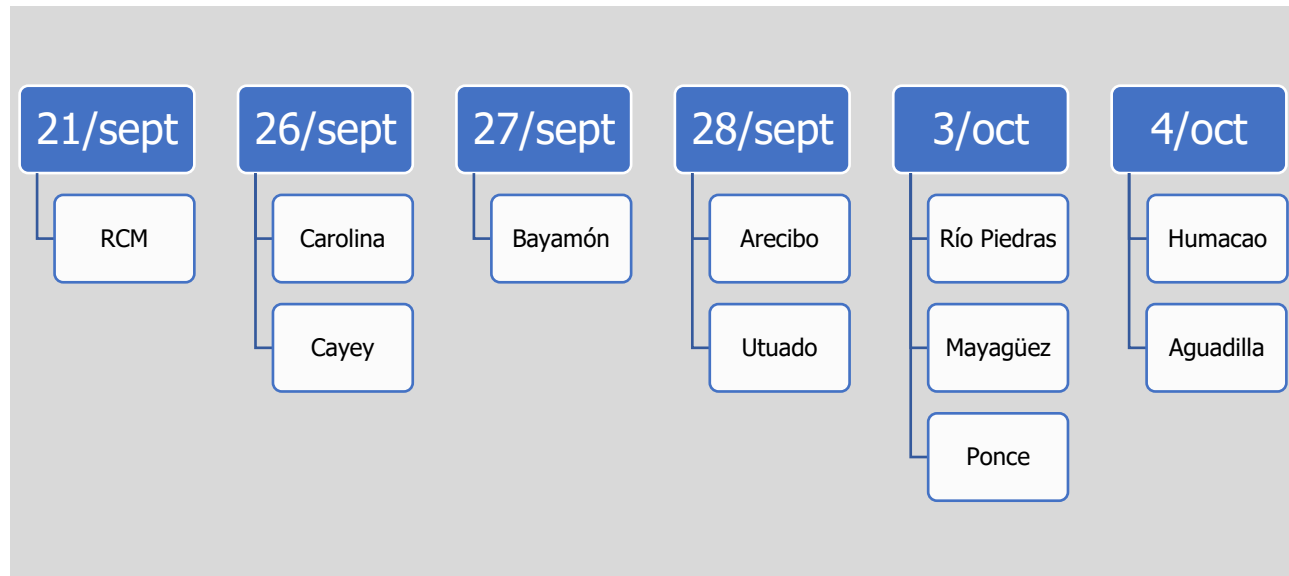 21/sept
RCM
26/sept
Carolina
Cayey
27/sept
Bayamón
28/sept
Arecibo
Utuado
3/oct
Río Piedras
Mayagüez
Ponce
4/oct
Humacao
Aguadilla